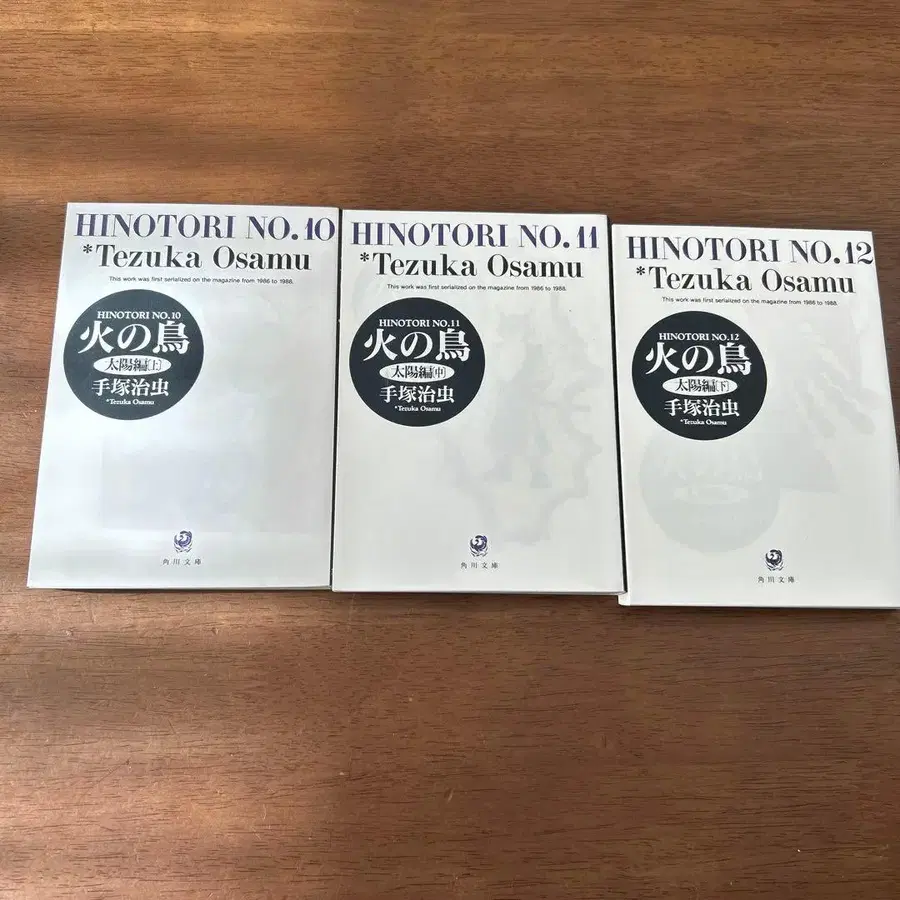 HINOTORI NO.10
*Tezuka Osamu
This work was first serialized on the magazine from 1986 to 1988.
HINOTORI NO.10
火の鳥
太陽編〔上〕
手塚治虫
*Tezuka Osamu
角川文庫
HINOTORI NO.11
*Tezuka Osamu
This work was first serialized on the magazine from 1986 to 1988.
HINOTORI NO.11
火の鳥
太陽編〔中〕
手塚治虫
*Tezuka Osamu
角川文庫
HINOTORI NO.12
*Tezuka Osamu
This work was first serialized on the magazine from 1986 to 1988.
HINOTORI NO.12
火の鳥
太陽編〔下〕
手塚治虫
*Tezuka Osamu
角川文庫